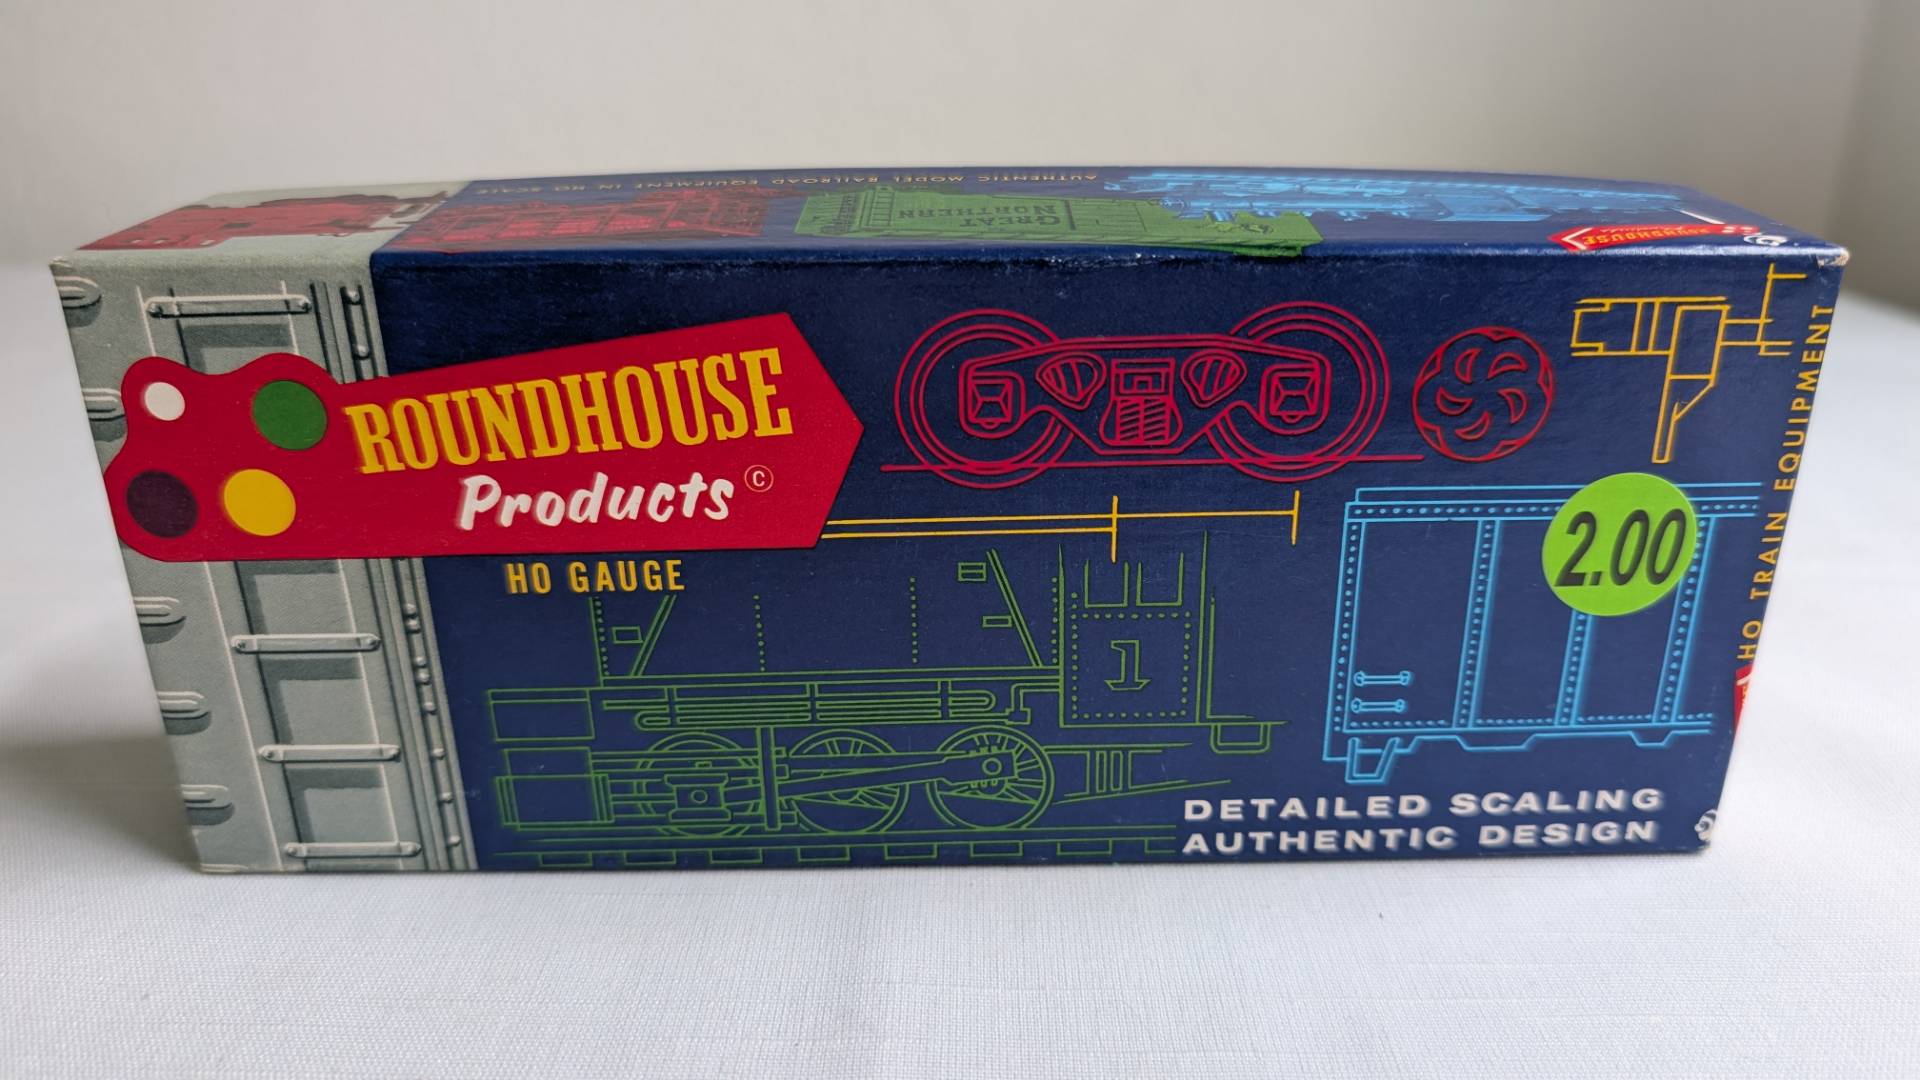 AUTHENTIC MODEL RAILROAD EQUIPMENT IN HO SCALE
GREAT
NORTHERN
ROUNDHOUSE
ROUNDHOUSE
Products ©
HO GAUGE
1
2.00
HO TRAIN EQUIPMENT
DETAILED SCALING
AUTHENTIC DESIGN